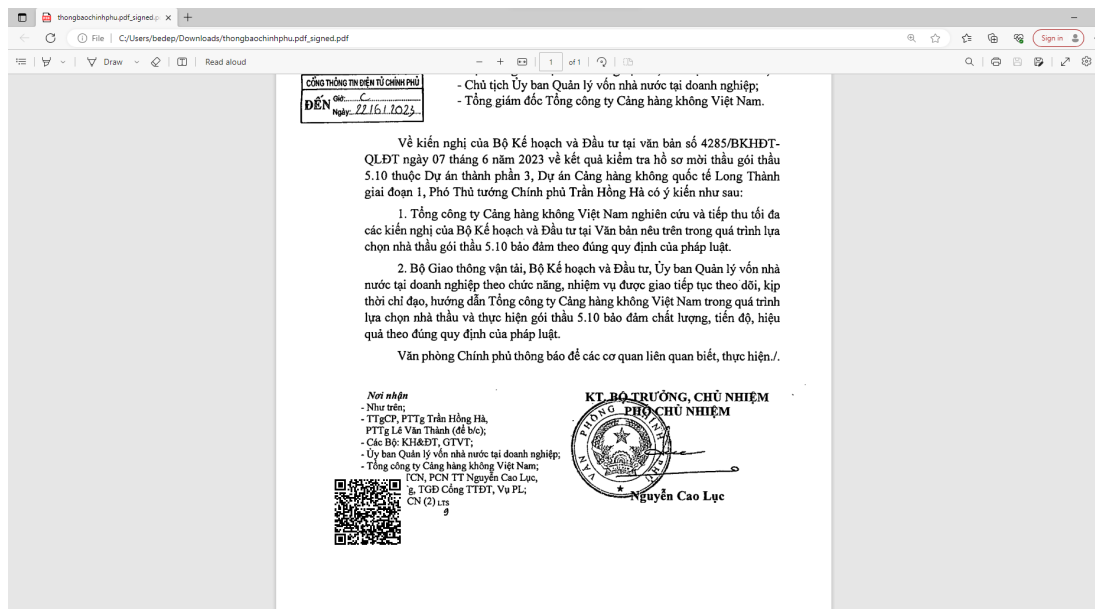 thongbaochinhphu.pdf_signed.p
File
C:/Users/bedep/Downloads/thongbaochinhphu.pdf_signed.pdf
Sign in
Draw
Read aloud
1 of 1
CỔNG THÔNG TIN ĐIỆN TỬ CHÍNH PHỦ
ĐẾN Giờ: C
Ngày: 22/6/2023
- Chủ tịch Ủy ban Quản lý vốn nhà nước tại doanh nghiệp;
- Tổng giám đốc Tổng công ty Cảng hàng không Việt Nam.
Về kiến nghị của Bộ Kế hoạch và Đầu tư tại văn bản số 4285/BKHĐT-
QLĐT ngày 07 tháng 6 năm 2023 về kết quả kiểm tra hồ sơ mời thầu gói thầu
5.10 thuộc Dự án thành phần 3, Dự án Cảng hàng không quốc tế Long Thành
giai đoạn 1, Phó Thủ tướng Chính phủ Trần Hồng Hà có ý kiến như sau:
1. Tổng công ty Cảng hàng không Việt Nam nghiên cứu và tiếp thu tối đa
các kiến nghị của Bộ Kế hoạch và Đầu tư tại Văn bản nêu trên trong quá trình lựa
chọn nhà thầu gói thầu 5.10 bảo đảm theo đúng quy định của pháp luật.
2. Bộ Giao thông vận tải, Bộ Kế hoạch và Đầu tư, Ủy ban Quản lý vốn nhà
nước tại doanh nghiệp theo chức năng, nhiệm vụ được giao tiếp tục theo dõi, kịp
thời chỉ đạo, hướng dẫn Tổng công ty Cảng hàng không Việt Nam trong quá trình
lựa chọn nhà thầu và thực hiện gói thầu 5.10 bảo đảm chất lượng, tiến độ, hiệu
quả theo đúng quy định của pháp luật.
Văn phòng Chính phủ thông báo để các cơ quan liên quan biết, thực hiện./.
Nơi nhận
- Như trên;
- TTgCP, PTTg Trần Hồng Hà,
PTTg Lê Văn Thành (để b/c);
- Các Bộ: KH&ĐT, GTVT;
- Ủy ban Quản lý vốn nhà nước tại doanh nghiệp;
- Tổng công ty Cảng hàng không Việt Nam;
TCN, PCN TT Nguyễn Cao Lục,
g, TGĐ Cổng TTĐT, Vụ PL;
CN (2) LTS
9
KT. BỘ TRƯỞNG, CHỦ NHIỆM
PHÓ CHỦ NHIỆM
VĂN PHÒNG CHÍNH PHỦ
Nguyễn Cao Lục